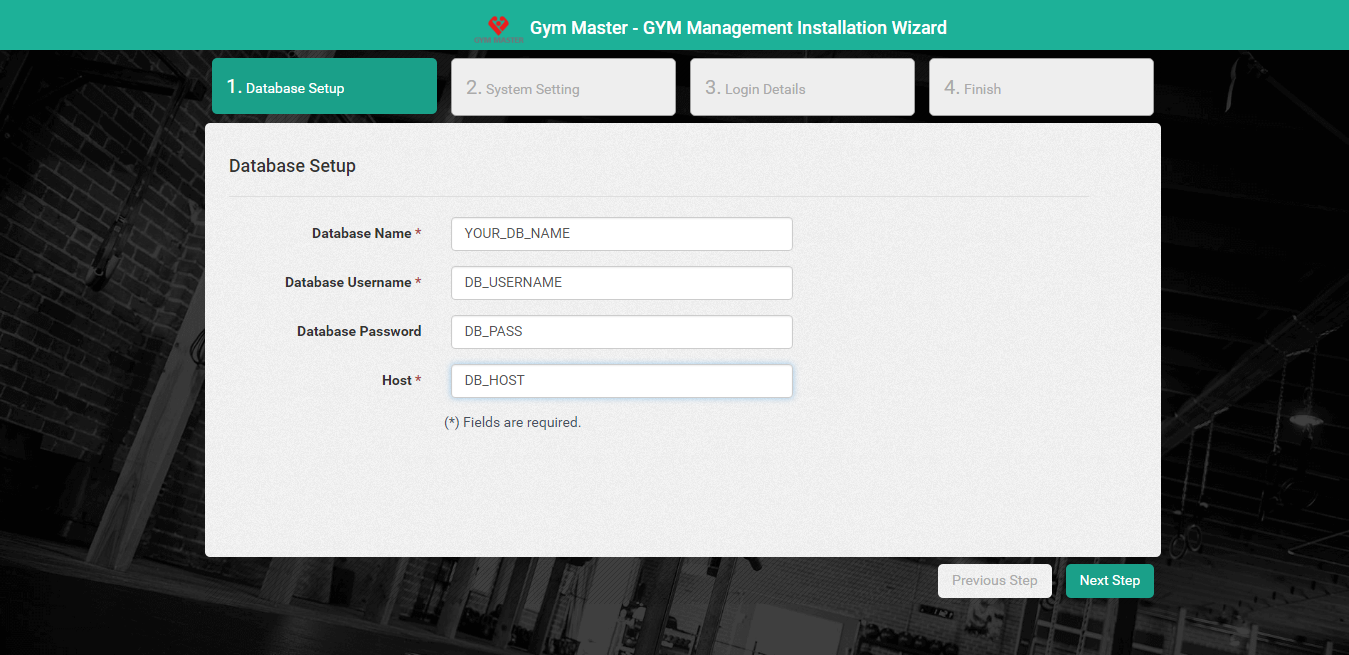 GYM MASTER
Gym Master - GYM Management Installation Wizard
1. Database Setup
2. System Setting
3. Login Details
4. Finish
Database Setup
Database Name *
YOUR_DB_NAME
Database Username *
DB_USERNAME
Database Password
DB_PASS
Host *
DB_HOST
(*) Fields are required.
Previous Step
Next Step